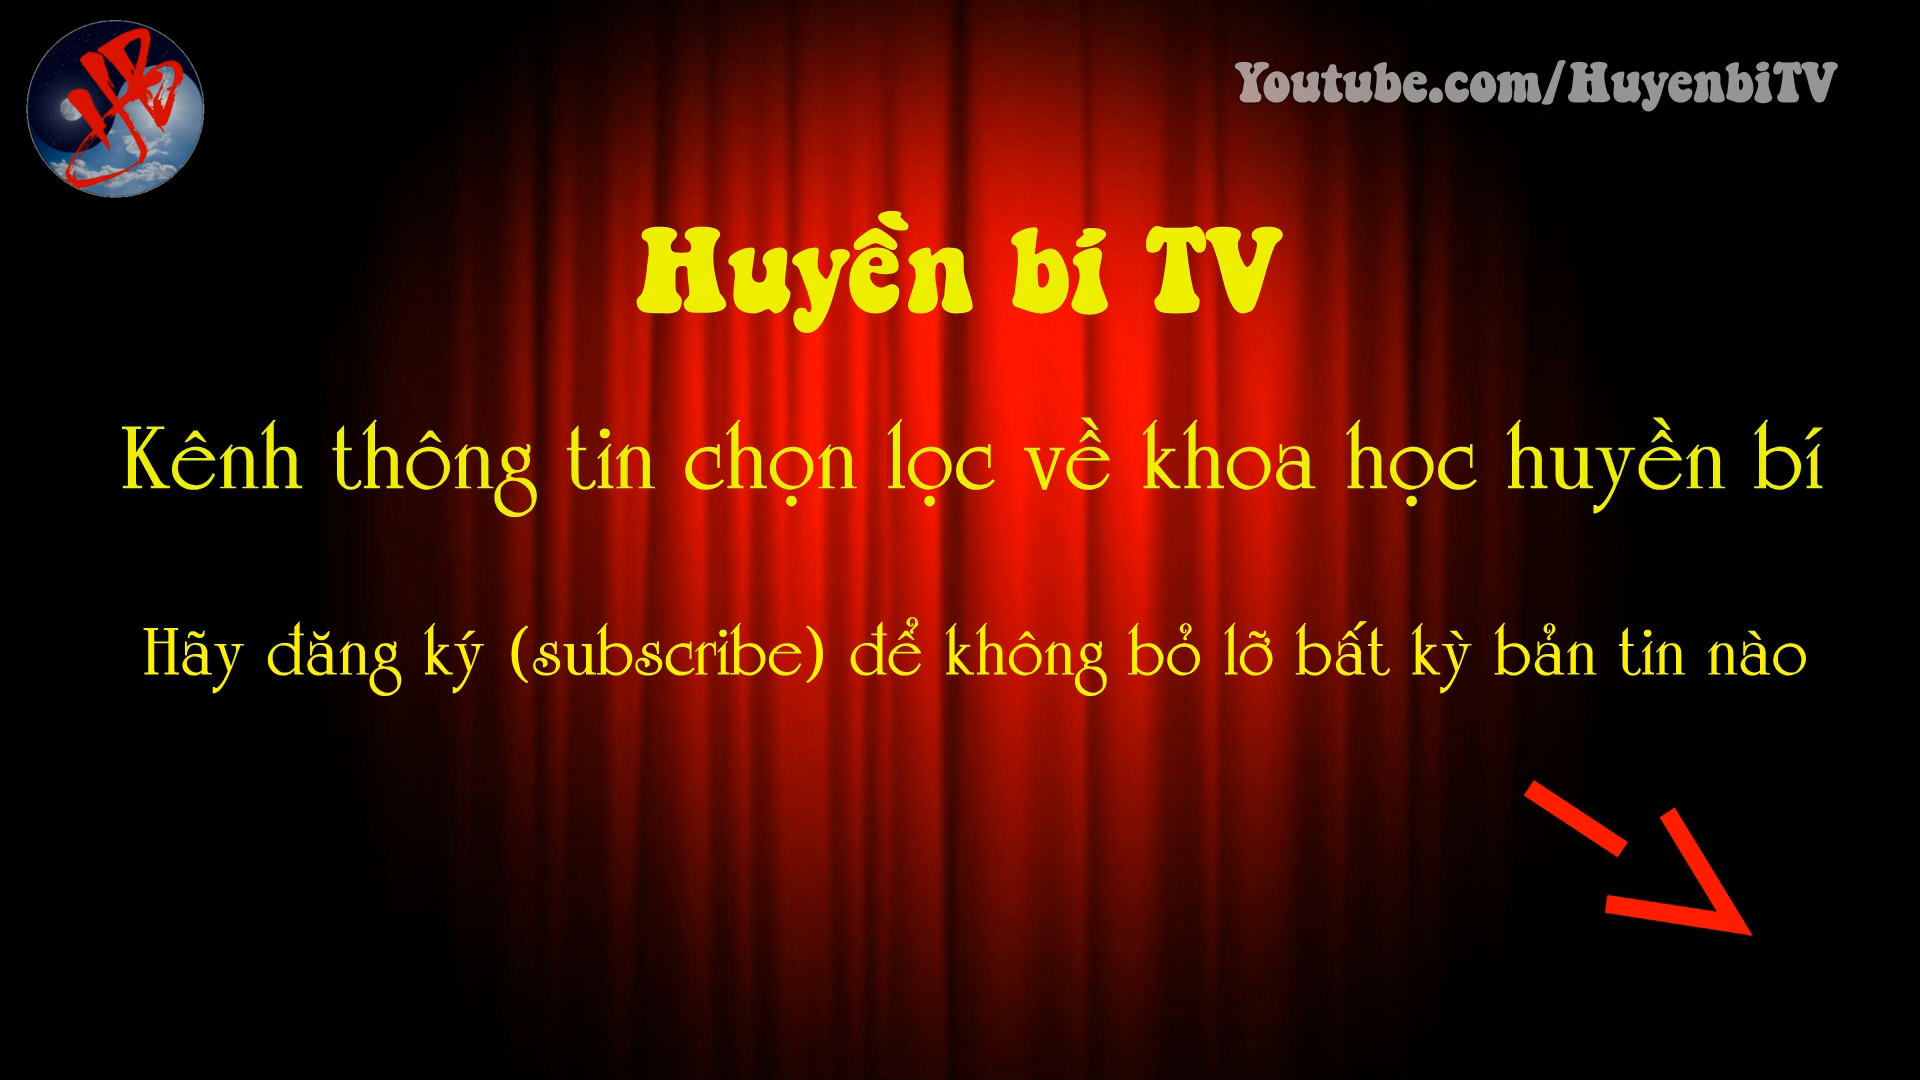 Youtube.com/HuyenbiTV
Huyền bí TV
Kênh thông tin chọn lọc về khoa học huyền bí
Hãy đăng ký (subscribe) để không bỏ lỡ bất kỳ bản tin nào